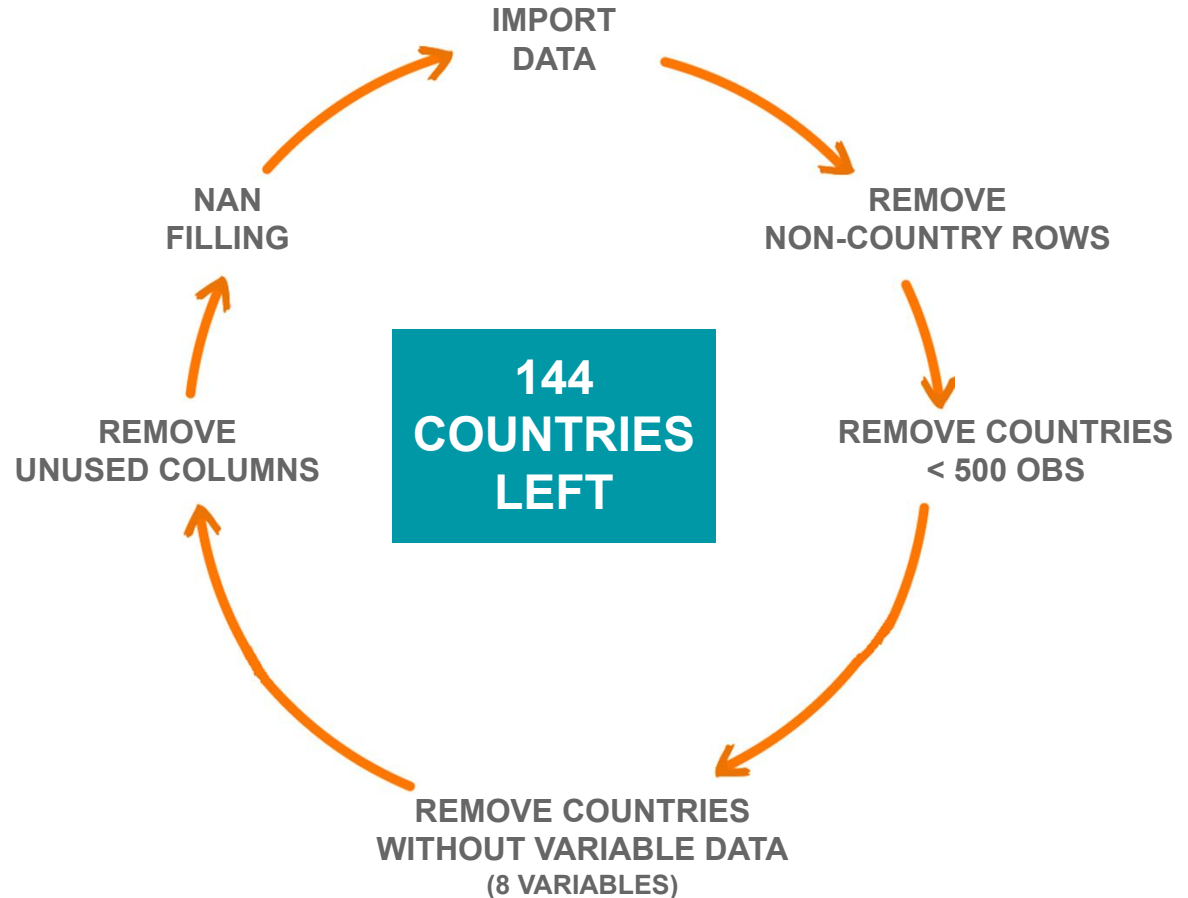 IMPORT
DATA
REMOVE
NON-COUNTRY ROWS
REMOVE COUNTRIES
< 500 OBS
REMOVE COUNTRIES
WITHOUT VARIABLE DATA
(8 VARIABLES)
REMOVE
UNUSED COLUMNS
NAN
FILLING
144
COUNTRIES
LEFT